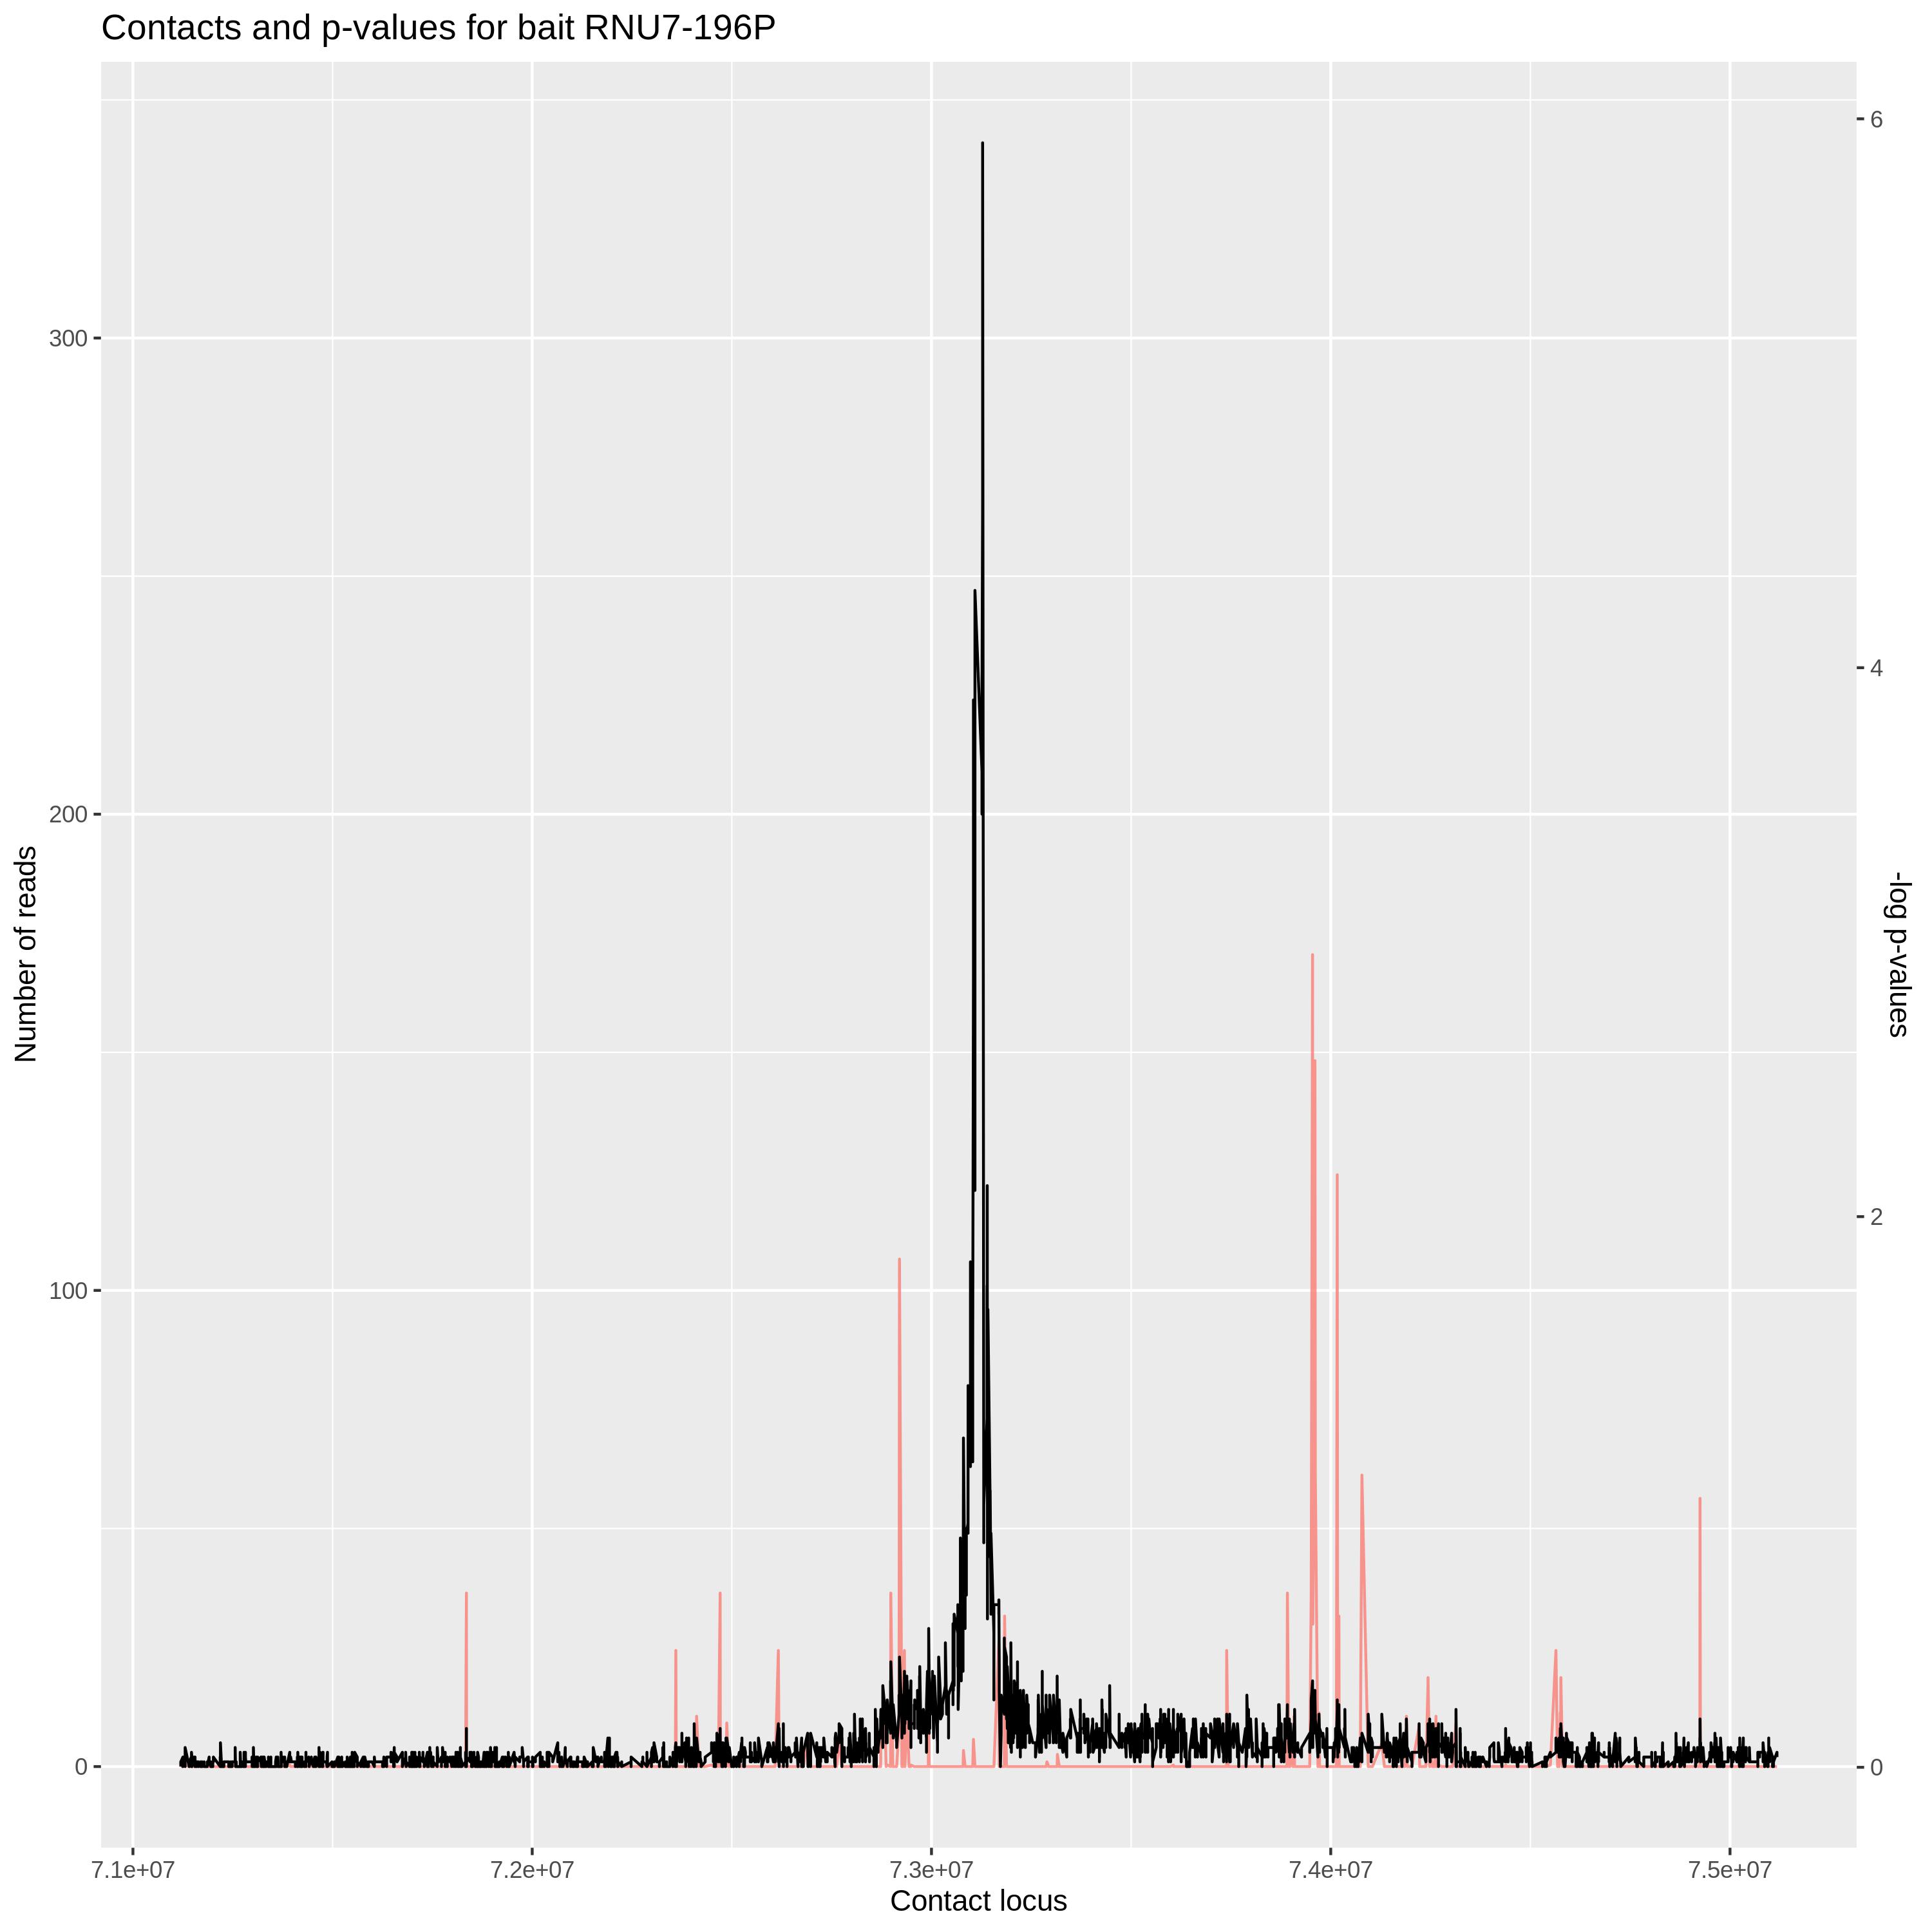 Contacts and p-values for bait RNU7-196P
6
300
4
200
Number of reads
-log p-values
2
100
0
0
7.1e+07 7.2e+07 7.3e+07 7.4e+07 7.5e+07
Contact locus